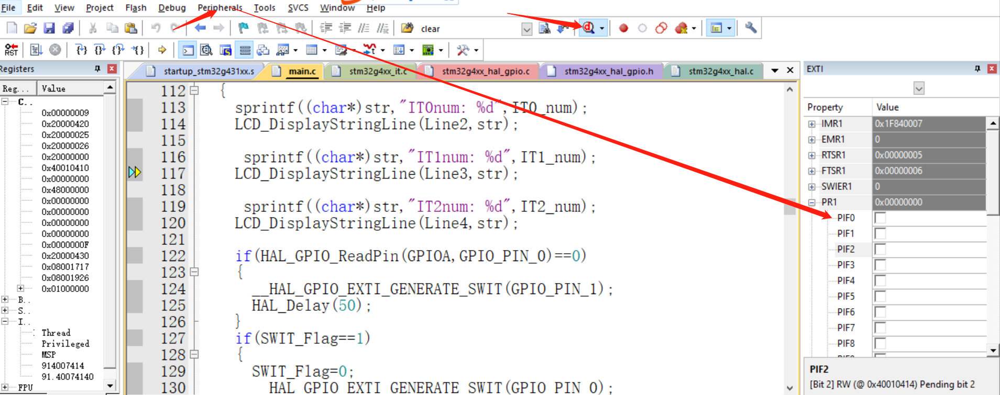 File Edit View Project Flash Debug Peripherals Tools SVCS Window Help
clear
RST
Registers
startup_stm32g431xx.s main.c stm32g4xx_it.c stm32g4xx_hal_gpio.c stm32g4xx_hal_gpio.h stm32g4xx_hal.c
EXTI
Reg... Value
C..
0x00000009
0x20000420
0x20000025
0x20000026
0x20000000
0x40010410
0x00000000
0x48000000
0x00000000
0x00000000
0x00000000
0x00000000
0x0000000F
0x20000430
0x08001717
0x08001926
0x01000000
B..
S..
I..
Thread
Privileged
MSP
914007414
91.40074140
FPU
112 {
113 sprintf((char*)str,"IT0num: %d",IT0_num);
114 LCD_DisplayStringLine(Line2,str);
115
116 sprintf((char*)str,"IT1num: %d",IT1_num);
117 LCD_DisplayStringLine(Line3,str);
118
119 sprintf((char*)str,"IT2num: %d",IT2_num);
120 LCD_DisplayStringLine(Line4,str);
121
122 if(HAL_GPIO_ReadPin(GPIOA,GPIO_PIN_0)==0)
123 {
124 __HAL_GPIO_EXTI_GENERATE_SWIT(GPIO_PIN_1);
125 HAL_Delay(50);
126 }
127 if(SWIT_Flag==1)
128 {
129 SWIT_Flag=0;
130 HAL GPIO EXTI GENERATE SWIT(GPIO PIN 0);
Property Value
IMR1 0x1F840007
EMR1 0
RTSR1 0x00000005
FTSR1 0x00000006
SWIER1 0
PR1 0x00000000
PIF0
PIF1
PIF2
PIF3
PIF4
PIF5
PIF6
PIF7
PIF8
PIF2
[Bit 2] RW (@ 0x40010414) Pending bit 2